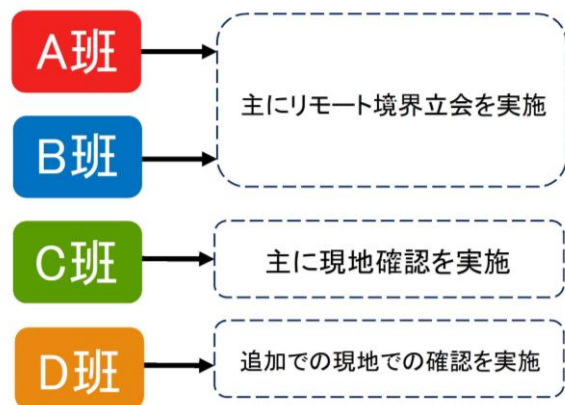 A班
B班
主にリモート境界立会を実施
C班
主に現地確認を実施
D班
追加での現地での確認を実施